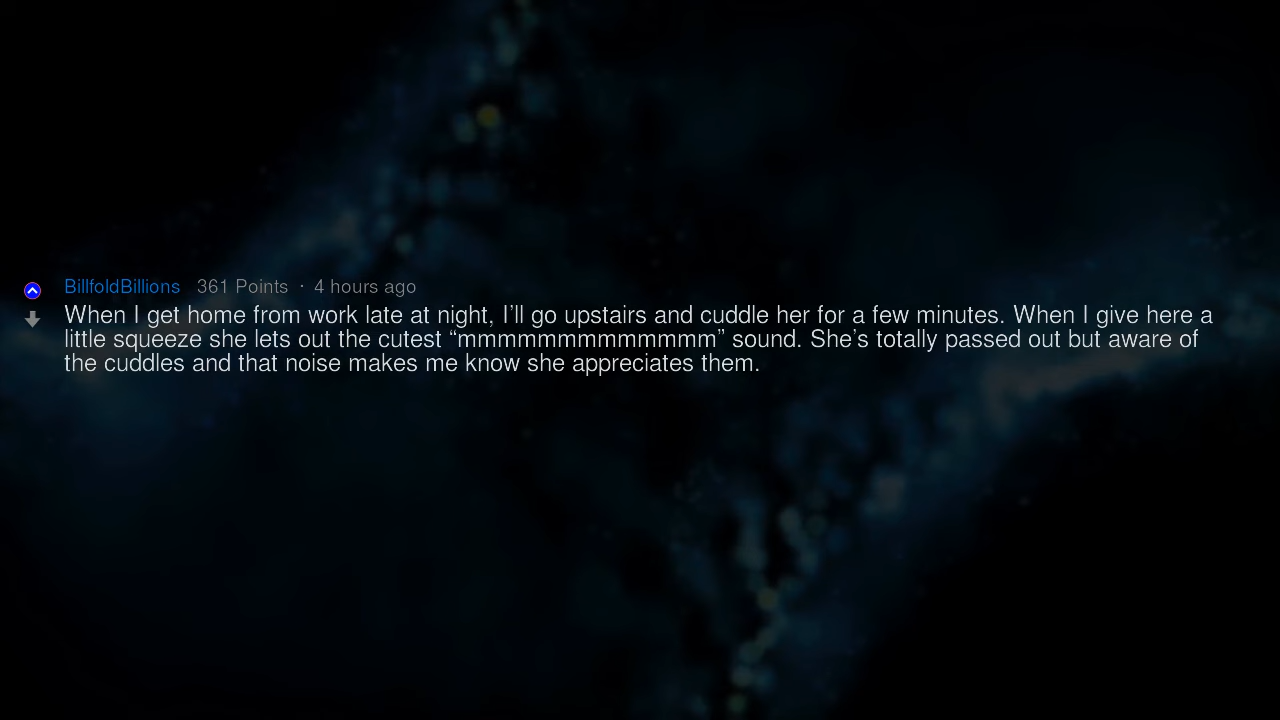 BillfoldBillions 361 Points · 4 hours ago
When I get home from work late at night, I’ll go upstairs and cuddle her for a few minutes. When I give here a
little squeeze she lets out the cutest “mmmmmmmmmmmmm” sound. She’s totally passed out but aware of
the cuddles and that noise makes me know she appreciates them.